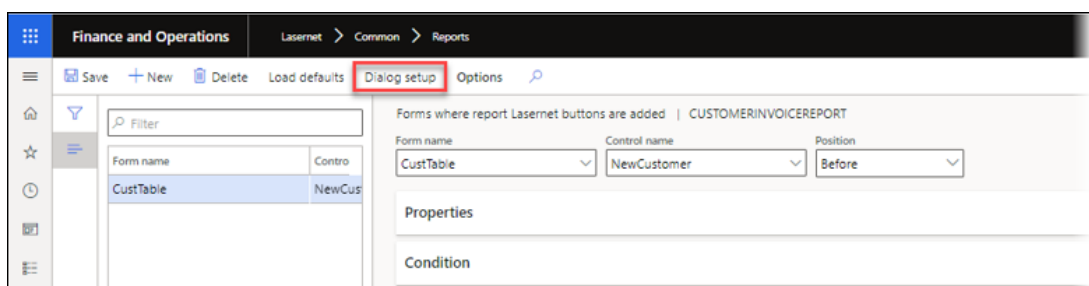 Finance and Operations Lasernet > Common > Reports
Save + New Delete Load defaults Dialog setup Options
Filter
Form name Contro
CustTable NewCus
Forms where report Lasernet buttons are added | CUSTOMERINVOICEREPORT
Form name Control name Position
CustTable NewCustomer Before
Properties
Condition